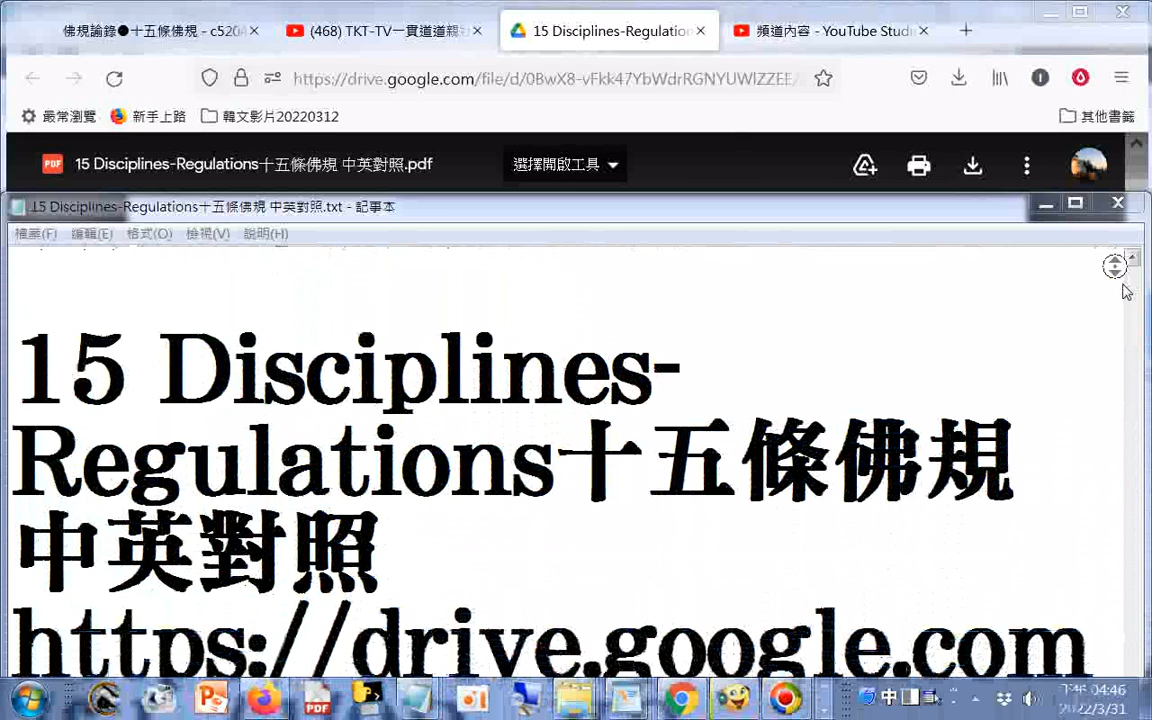 佛規諭錄●十五條佛規 - c520
(468) TKT-TV一貫道道親
15 Disciplines-Regulation
頻道內容 - YouTube Studi
https://drive.google.com/file/d/0BwX8-vFkk47YbWdrRGNYUWlZZEE/
最常瀏覽
新手上路
韓文影片20220312
其他書籤
PDF
15 Disciplines-Regulations十五條佛規 中英對照.pdf
選擇開啟工具
15 Disciplines-Regulations十五條佛規 中英對照.txt - 記事本
檔案(F) 編輯(E) 格式(O) 檢視(V) 說明(H)
15 Disciplines-
Regulations十五條佛規
中英對照
https://drive.google.com
中
下午 04:46
2022/3/31